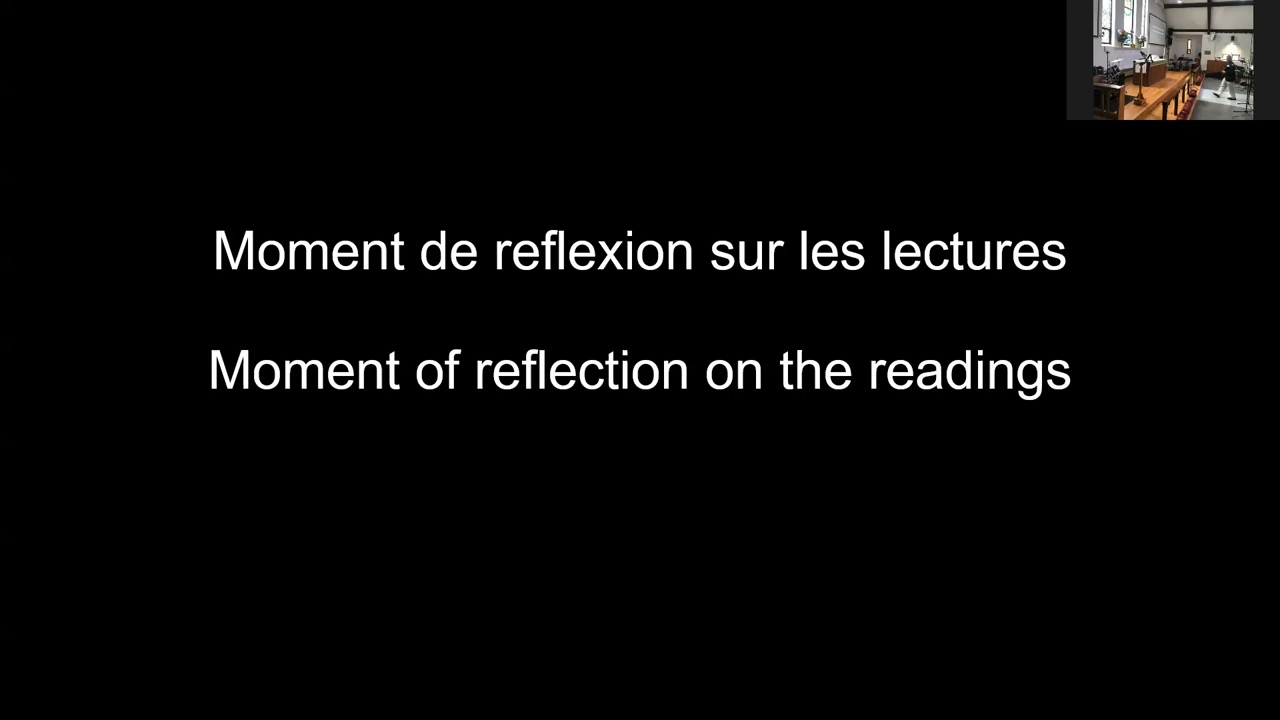 Moment de reflexion sur les lectures
Moment of reflection on the readings